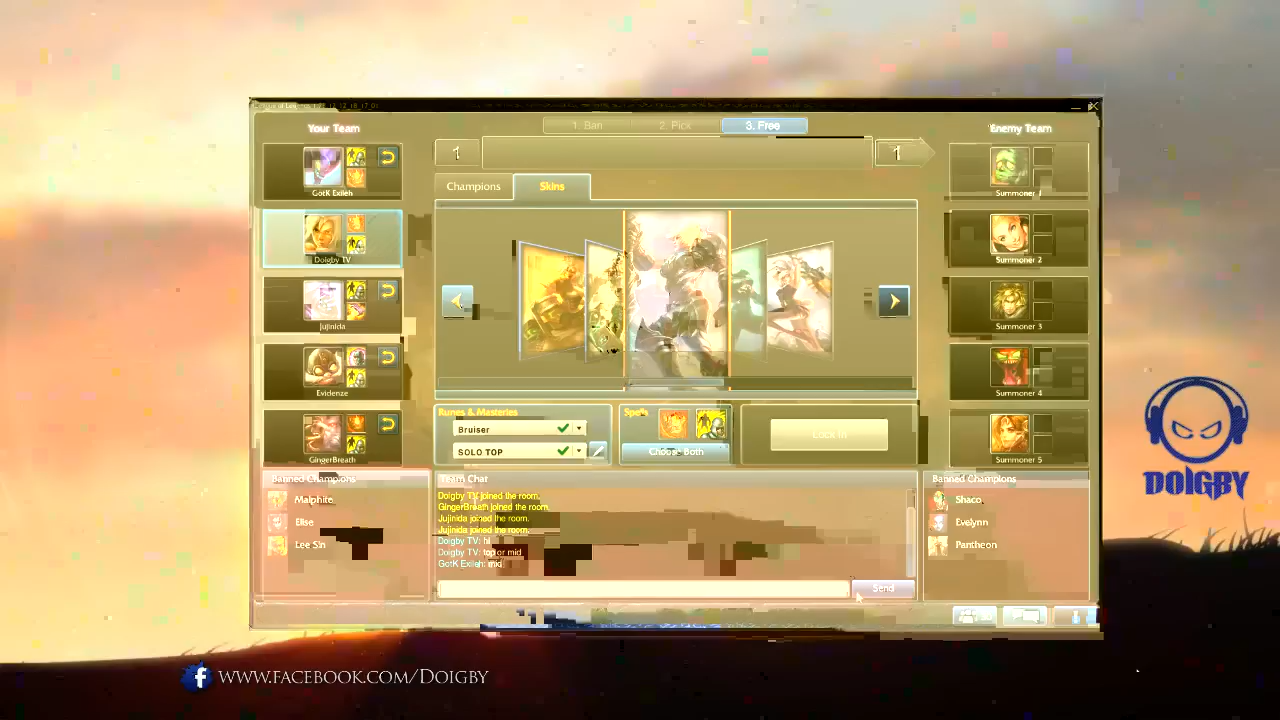 1. Ban
2. Pick
3. Free
Your Team
Enemy Team
1
1
Champions
Skins
GotK Exileh
Doigby TV
Jujinida
Evidenze
GingerBreath
Summoner 1
Summoner 2
Summoner 3
Summoner 4
Summoner 5
Runes & Masteries
Bruiser
SOLO TOP
Spells
Choose Both
Lock In
Banned Champions
Malphite
Elise
Lee Sin
Team Chat
Doigby TV joined the room.
GingerBreath joined the room.
Jujinida joined the room.
Jujinida joined the room.
Doigby TV: hi
Doigby TV: top or mid
GotK Exileh: mid
Send
Banned Champions
Shaco
Evelynn
Pantheon
DOIGBY
WWW.FACEBOOK.COM/DOIGBY